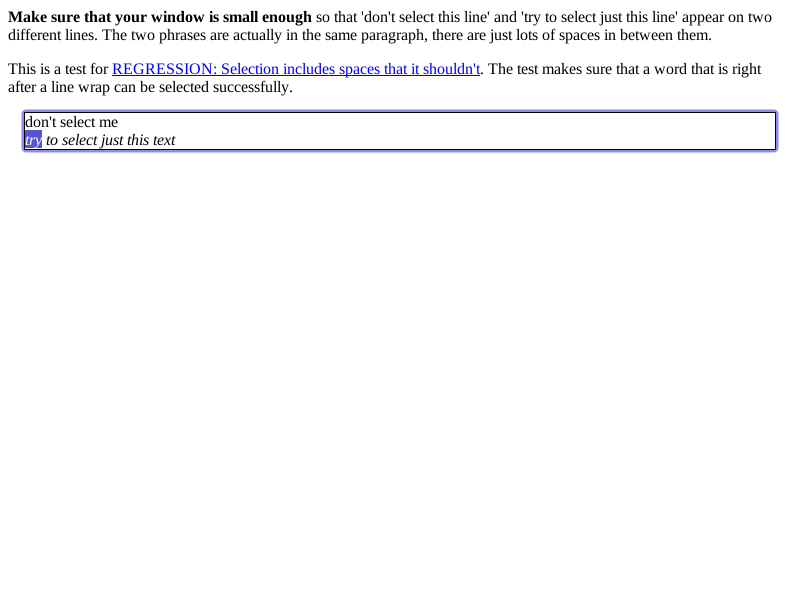 Make sure that your window is small enough so that 'don't select this line' and 'try to select just this line' appear on two
different lines. The two phrases are actually in the same paragraph, there are just lots of spaces in between them.
This is a test for REGRESSION: Selection includes spaces that it shouldn't. The test makes sure that a word that is right
after a line wrap can be selected successfully.
don't select me
try to select just this text